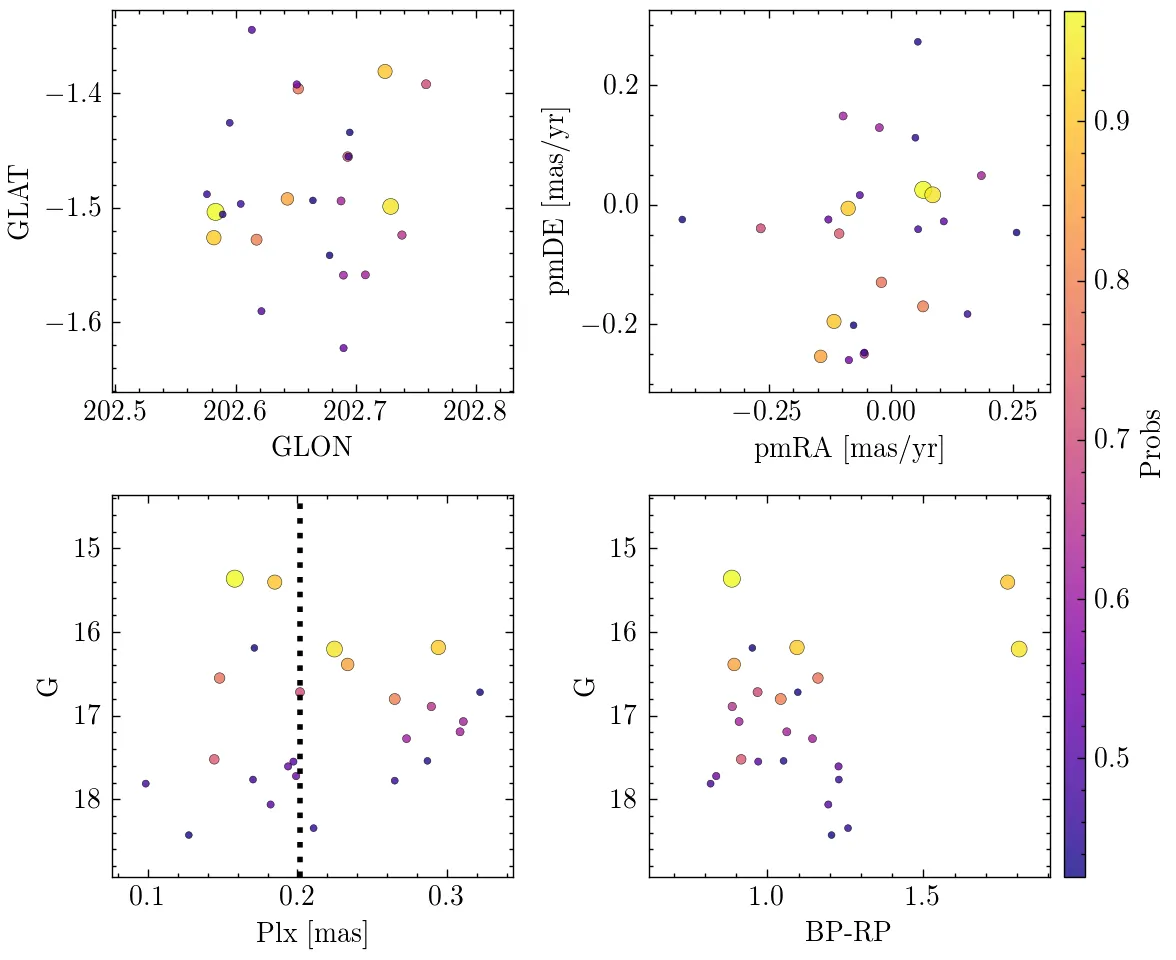 −1.4
−1.5
−1.6
GLAT
202.5 202.6 202.7 202.8
GLON
0.2
0.0
−0.2
pmDE [mas/yr]
−0.25 0.00 0.25
pmRA [mas/yr]
0.9
0.8
0.7
0.6
0.5
Probs
15
16
17
18
G
0.1 0.2 0.3
Plx [mas]
15
16
17
18
G
1.0 1.5
BP-RP